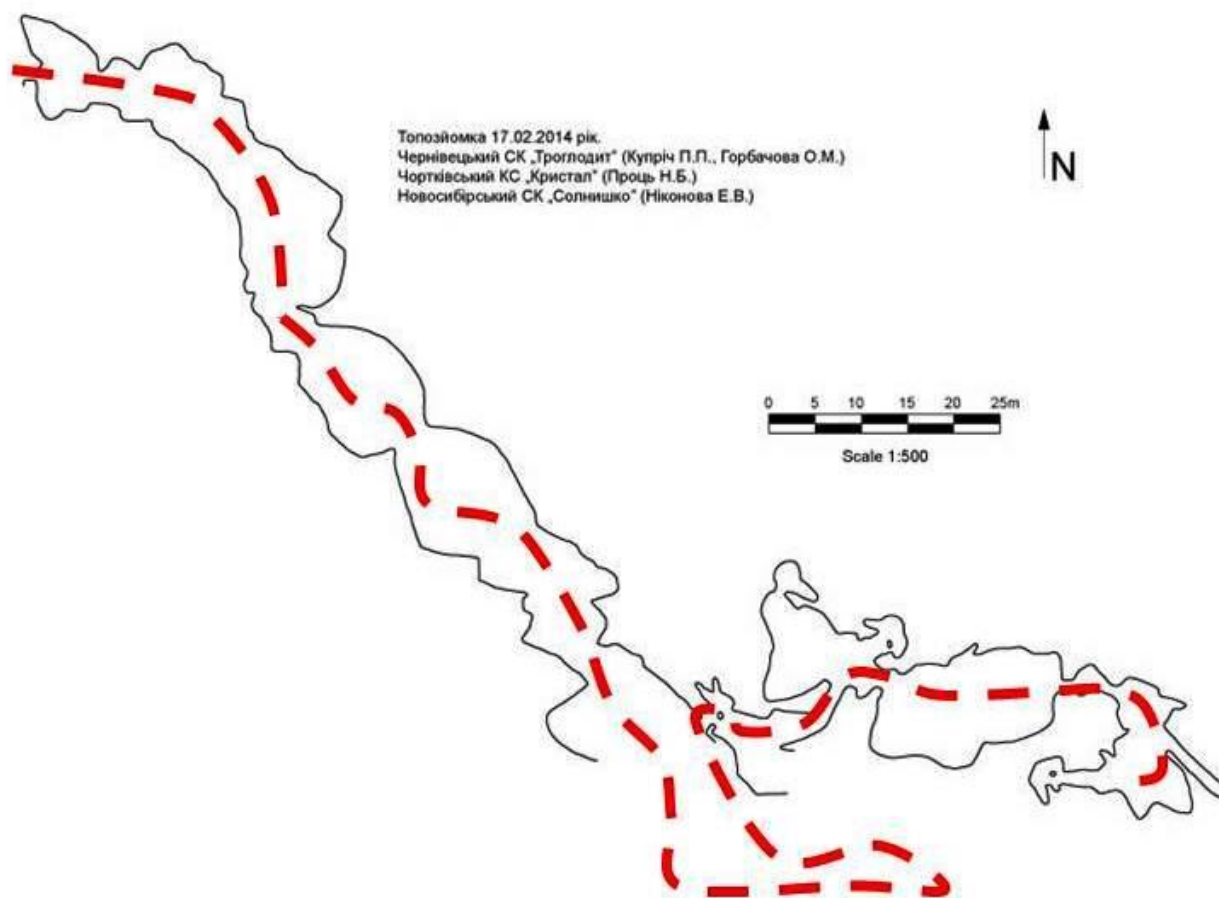 Топозйомка 17.02.2014 рік.
Чернівецький СК „Троглодит" (Купріч П.П., Горбачова О.М.)
Чортківський КС „Кристал" (Проць Н.Б.)
Новосибірський СК „Солнишко" (Ніконова Е.В.)
N
0 5 10 15 20 25m
Scale 1:500